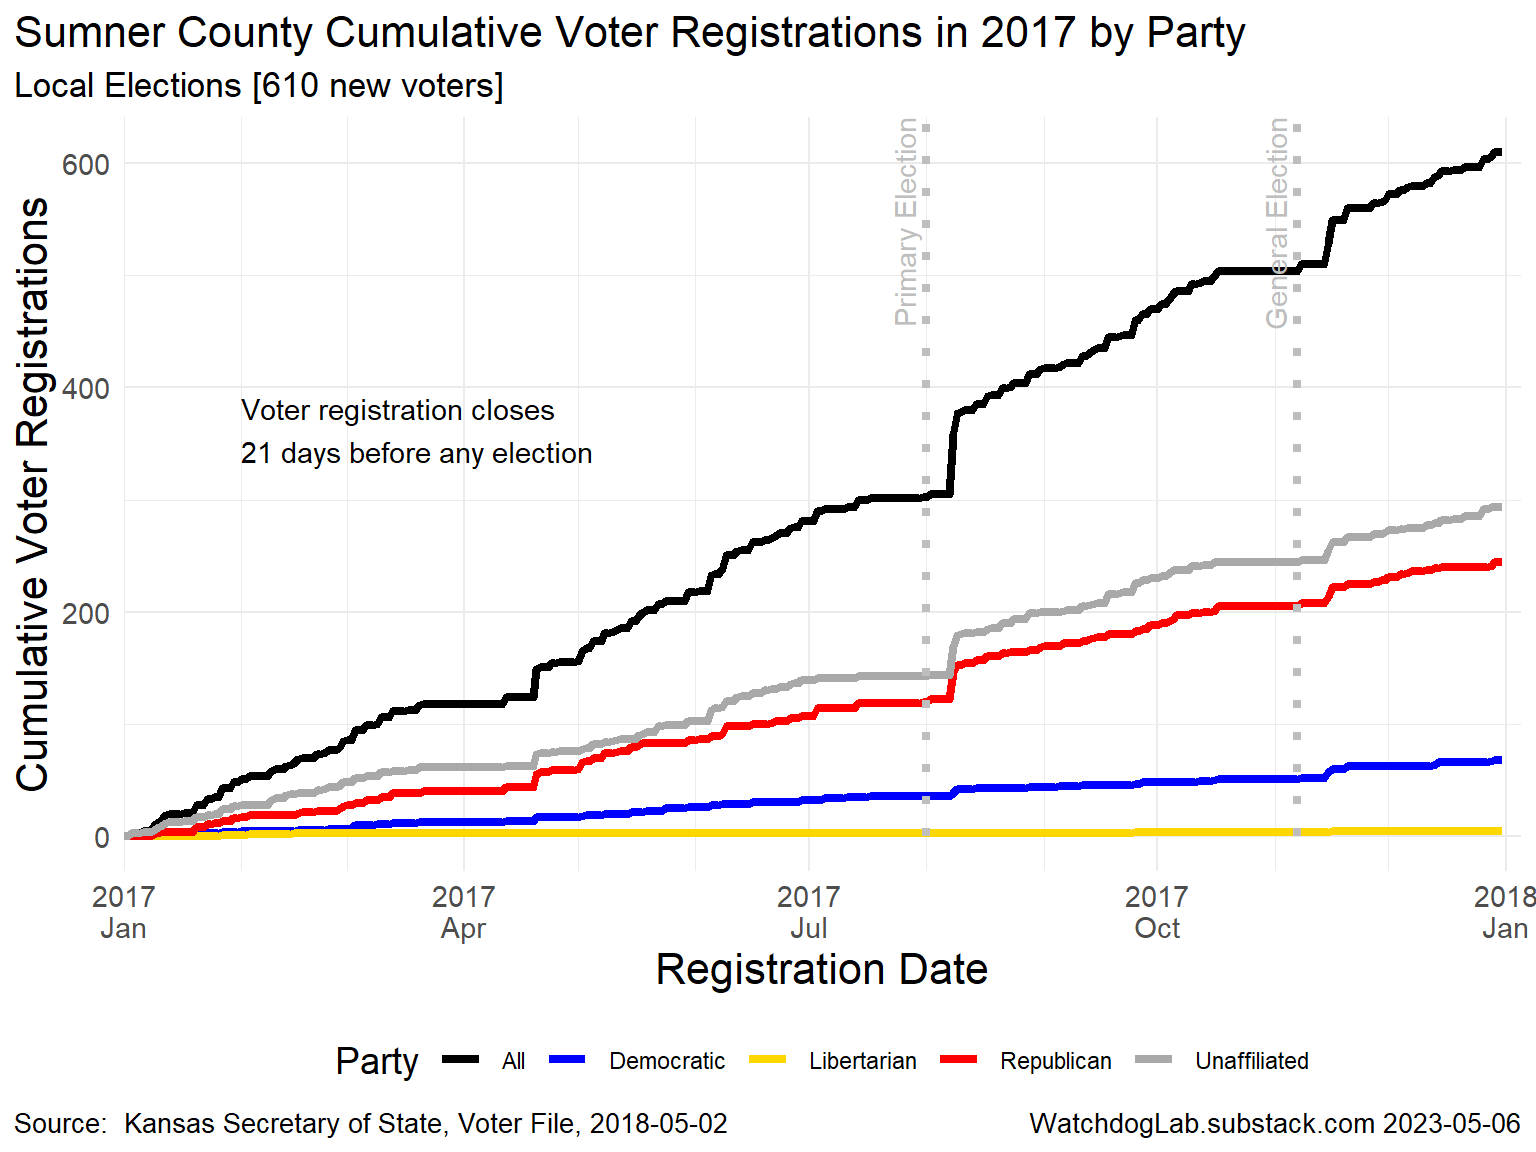 Sumner County Cumulative Voter Registrations in 2017 by Party
Local Elections [610 new voters]
Cumulative Voter Registrations
600
400
200
0
Primary Election
General Election
Voter registration closes
21 days before any election
2017
Jan
2017
Apr
2017
Jul
2017
Oct
2018
Jan
Registration Date
Party
All
Democratic
Libertarian
Republican
Unaffiliated
Source:  Kansas Secretary of State, Voter File, 2018-05-02
WatchdogLab.substack.com 2023-05-06